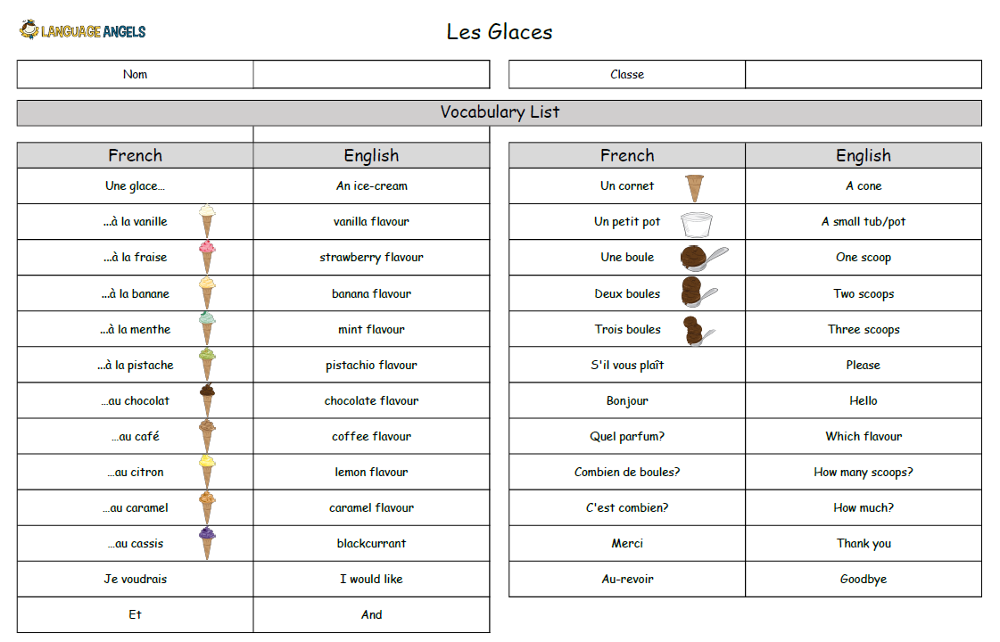 LANGUAGE ANGELS
Les Glaces
Nom
Classe
Vocabulary List
French English
Une glace... An ice-cream
...à la vanille vanilla flavour
...à la fraise strawberry flavour
...à la banane banana flavour
...à la menthe mint flavour
...à la pistache pistachio flavour
...au chocolat chocolate flavour
...au café coffee flavour
...au citron lemon flavour
...au caramel caramel flavour
...au cassis blackcurrant
Je voudrais I would like
Et And
French English
Un cornet A cone
Un petit pot A small tub/pot
Une boule One scoop
Deux boules Two scoops
Trois boules Three scoops
S'il vous plaît Please
Bonjour Hello
Quel parfum? Which flavour
Combien de boules? How many scoops?
C'est combien? How much?
Merci Thank you
Au-revoir Goodbye